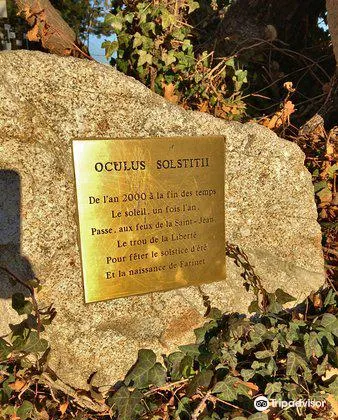 OCULUS SOLSTITII
De l'an 2000 à la fin des temps
Le soleil, un fois l'an,
Passe, aux feux de la Saint-Jean
Le trou de la Liberté
Pour fêter le solstice d'été
Et la naissance de Farinet
Tripadvisor